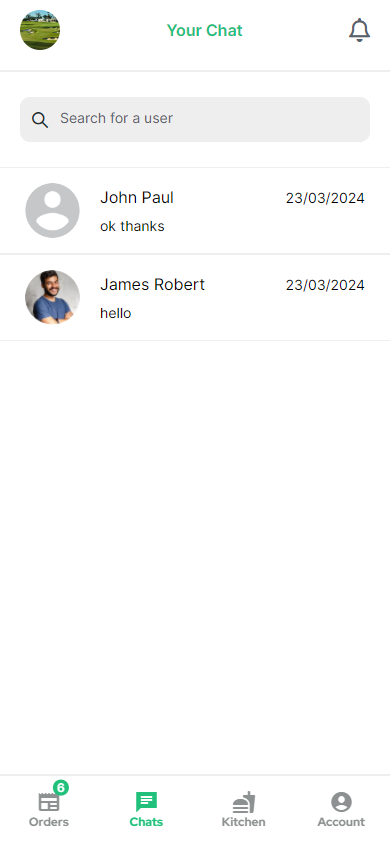 Your Chat
Search for a user
John Paul 23/03/2024
ok thanks
James Robert 23/03/2024
hello
6
Orders Chats Kitchen Account